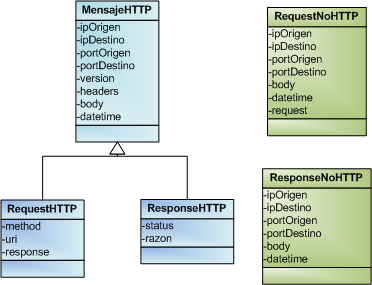 MensajeHTTP
-ipOrigen
-ipDestino
-portOrigen
-portDestino
-version
-headers
-body
-datetime
RequestNoHTTP
-ipOrigen
-ipDestino
-portOrigen
-portDestino
-body
-datetime
-request
RequestHTTP
-method
-uri
-response
ResponseHTTP
-status
-razon
ResponseNoHTTP
-ipOrigen
-ipDestino
-portOrigen
-portDestino
-body
-datetime